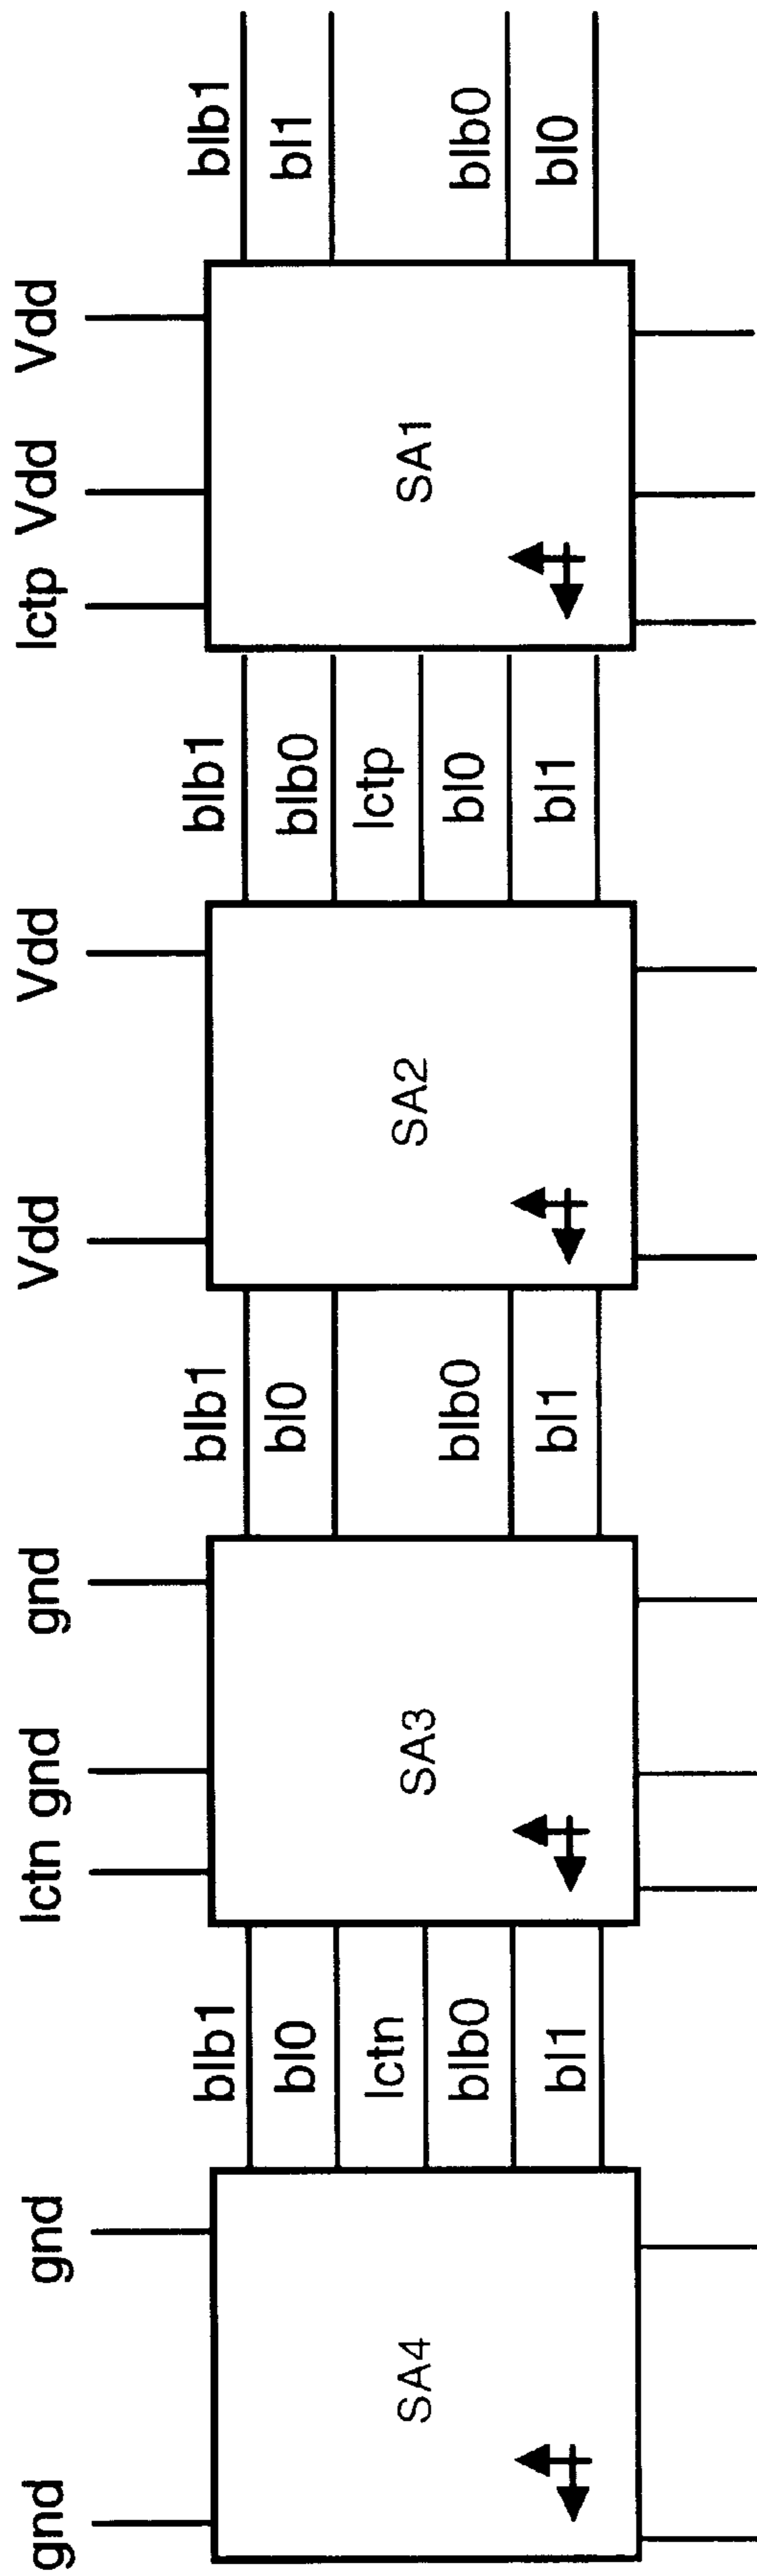 gnd gnd lctn gnd gnd Vdd Vdd lctp Vdd Vdd
blb1 blb1 blb1 blb1
bl0 bl0 blb0 bl1
lctn lctp
SA4 SA3 SA2 SA1
blb0 blb0 bl0 blb0
bl1 bl1 bl1 bl0